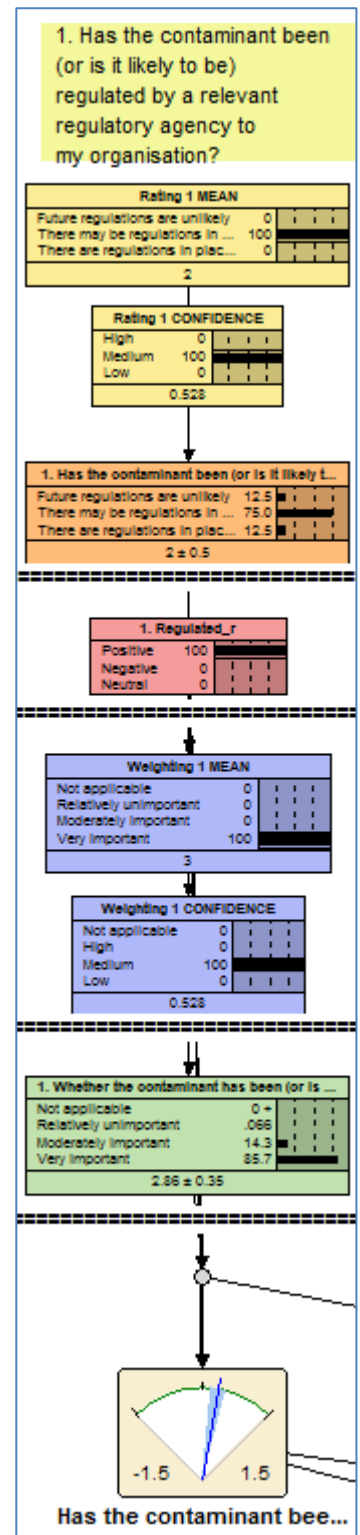 1. Has the contaminant been
(or is it likely to be)
regulated by a relevant
regulatory agency to
my organisation?
Rating 1 MEAN
Future regulations are unlikely 0
There may be regulations in ... 100
There are regulations in plac... 0
2
Rating 1 CONFIDENCE
High 0
Medium 100
Low 0
0.528
1. Has the contaminant been (or is it likely t...
Future regulations are unlikely 12.5
There may be regulations in ... 75.0
There are regulations in plac... 12.5
2 ± 0.5
1. Regulated_r
Positive 100
Negative 0
Neutral 0
Weighting 1 MEAN
Not applicable 0
Relatively unimportant 0
Moderately important 0
Very important 100
3
Weighting 1 CONFIDENCE
Not applicable 0
High 0
Medium 100
Low 0
0.528
1. Whether the contaminant has been (or is ...
Not applicable 0 +
Relatively unimportant .066
Moderately important 14.3
Very important 85.7
2.86 ± 0.35
-1.5 1.5
Has the contaminant bee...